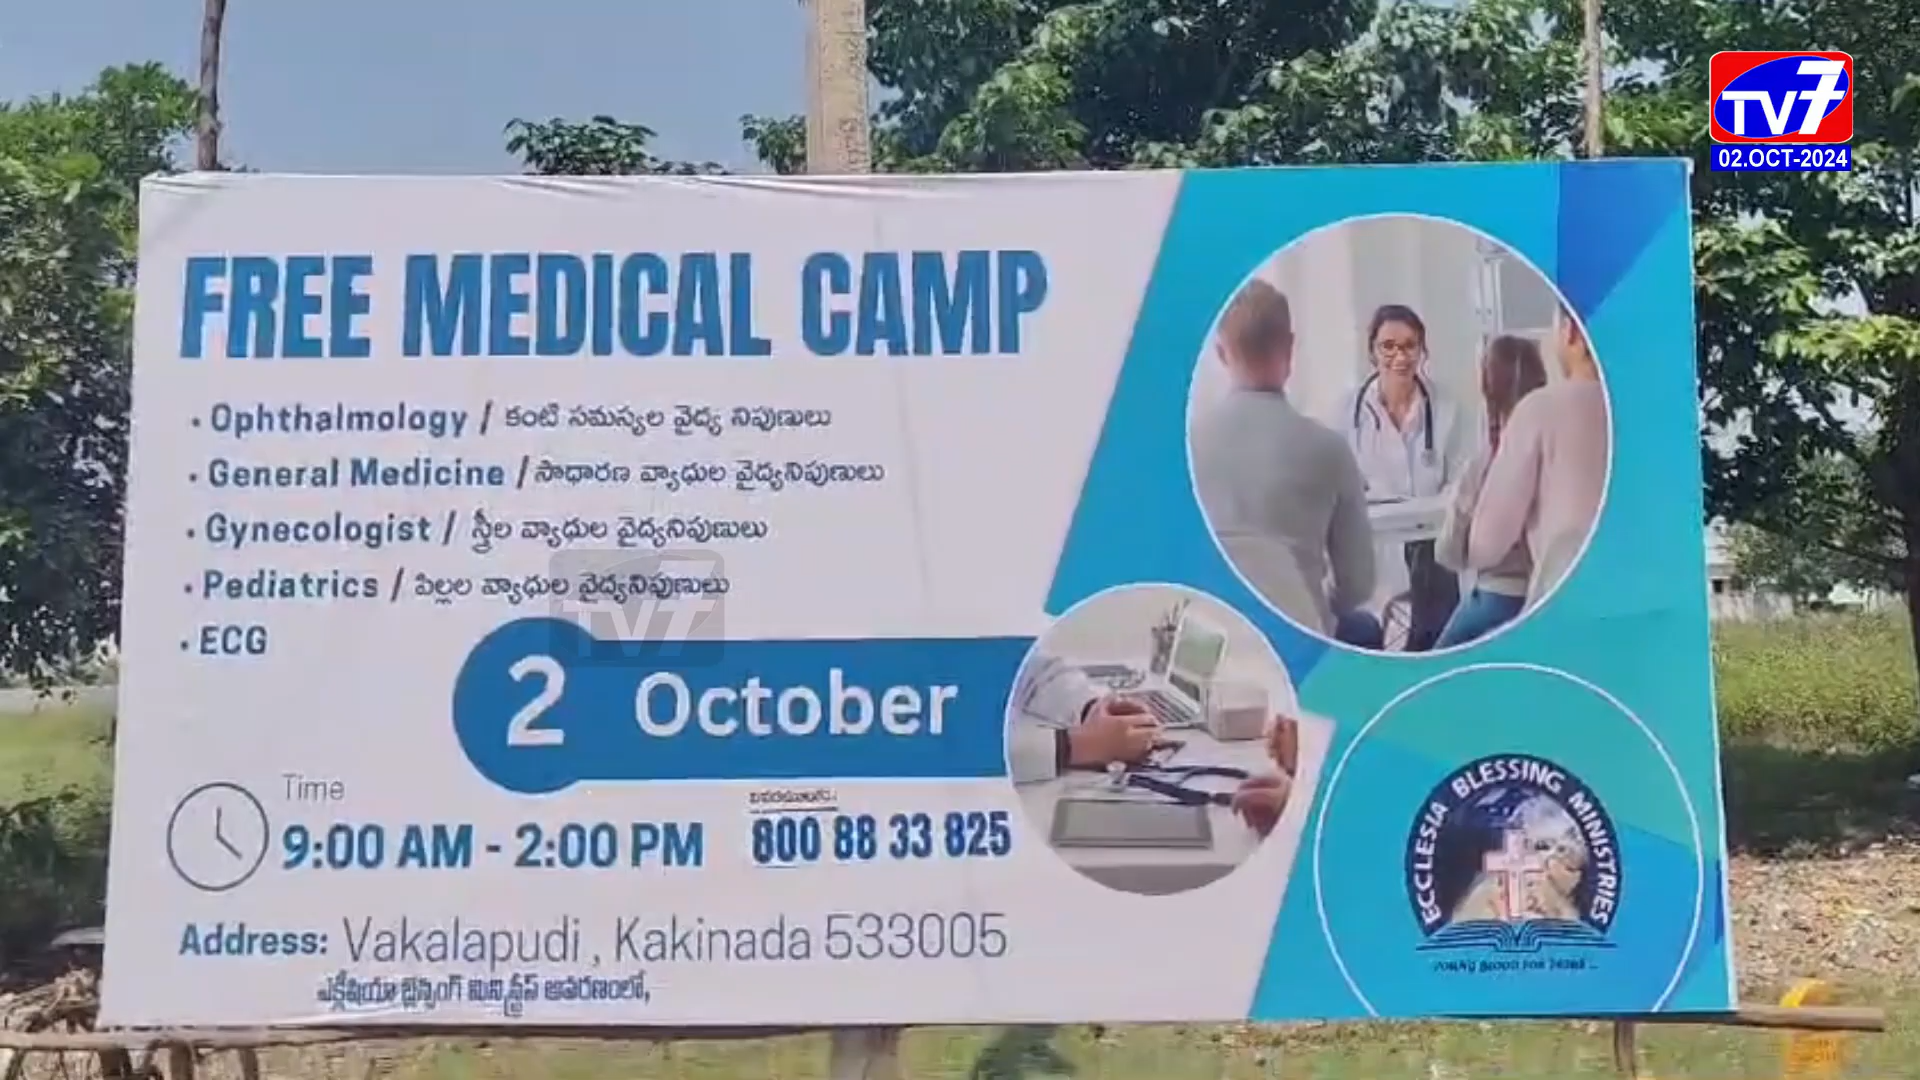 TV7
02.OCT-2024
FREE MEDICAL CAMP
• Ophthalmology / కంటి సమస్యల వైద్య నిపుణులు
• General Medicine / సాధారణ వ్యాధుల వైద్యనిపుణులు
• Gynecologist / స్త్రీల వ్యాధుల వైద్యనిపుణులు
• Pediatrics / పిల్లల వ్యాధుల వైద్యనిపుణులు
• ECG
TV7
2 October
Time
9:00 AM - 2:00 PM
800 88 33 825
Address: Vakalapudi , Kakinada 533005
ఎక్లీషియా బ్లెస్సింగ్ మినిస్ట్రీస్ ఆవరణంలో,
ECCLESIA BLESSING MINISTRIES